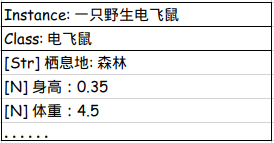 Instance: 一只野生电飞鼠
Class: 电飞鼠
[Str] 栖息地: 森林
[N] 身高：0.35
[N] 体重：4.5
......